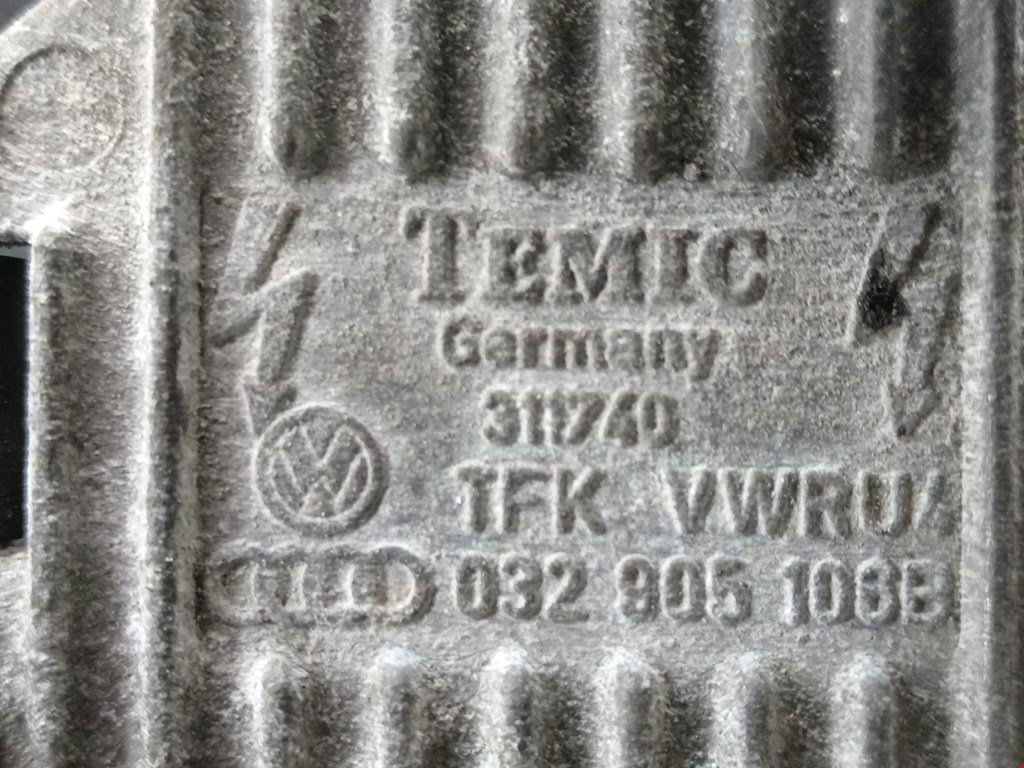 TEMIC
Germany
311740
TFK VWRU
032 905 106B